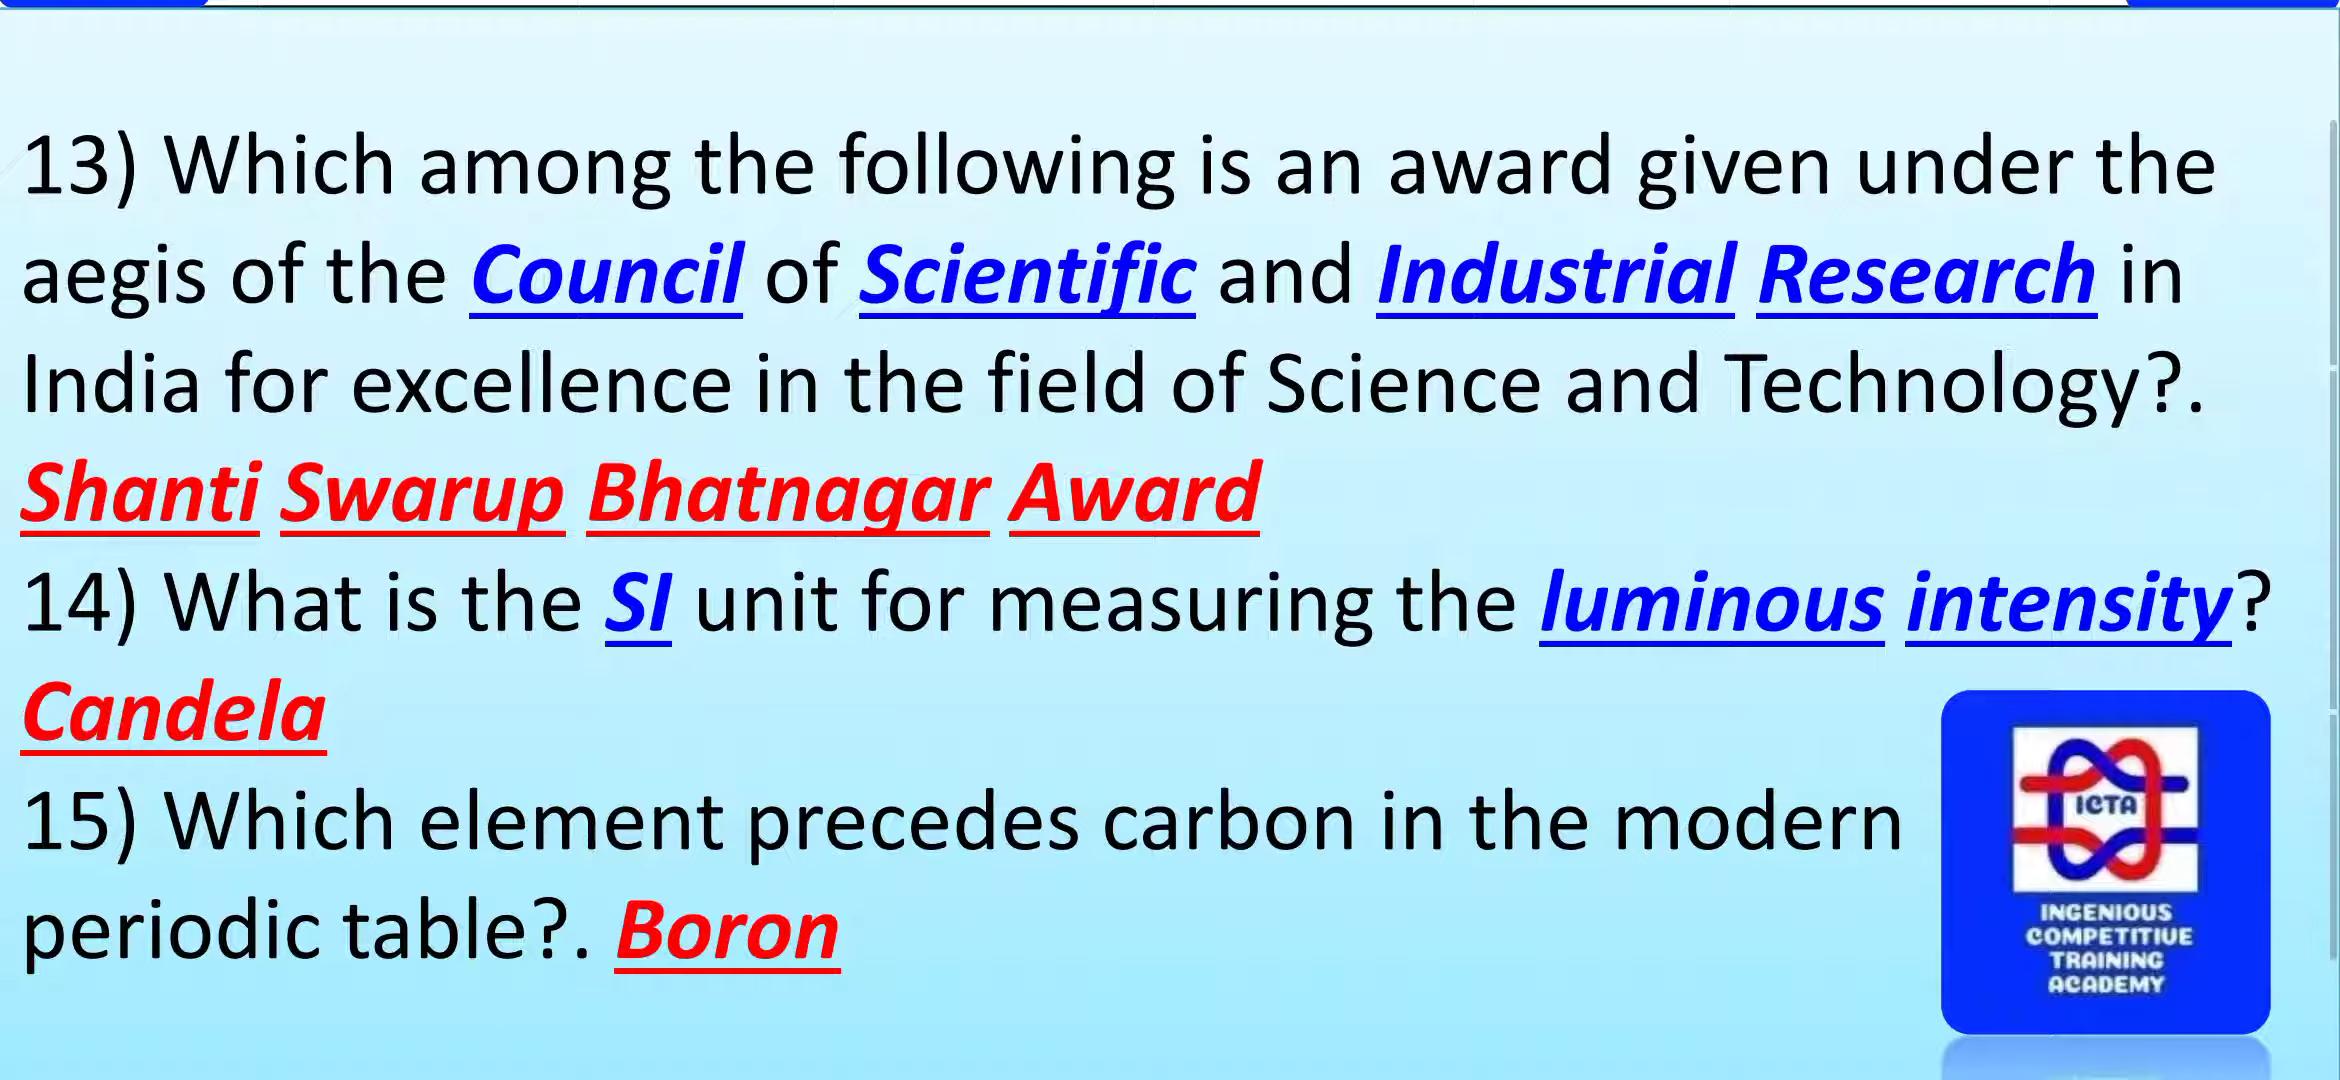 13) Which among the following is an award given under the
aegis of the Council of Scientific and Industrial Research in
India for excellence in the field of Science and Technology?.
Shanti Swarup Bhatnagar Award
14) What is the SI unit for measuring the luminous intensity?
Candela
15) Which element precedes carbon in the modern
periodic table?. Boron
ICTA
INGENIOUS
COMPETITIVE
TRAINING
ACADEMY